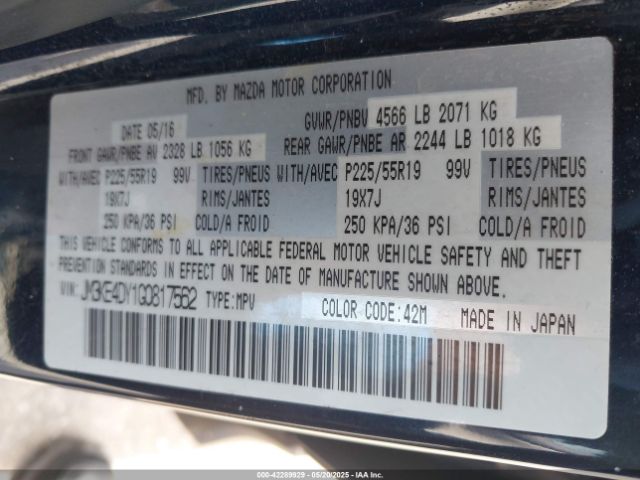 MFD. BY MAZDA MOTOR CORPORATION
DATE 05/16 GVWR/PNBV 4566 LB 2071 KG
FRONT GAWR/PNBE AV 2328 LB 1056 KG REAR GAWR/PNBE AR 2244 LB 1018 KG
WITH/AVEC P225/55R19 99V TIRES/PNEUS WITH/AVEC P225/55R19 99V TIRES/PNEUS
19X7J RIMS/JANTES 19X7J RIMS/JANTES
250 KPA/36 PSI COLD/A FROID 250 KPA/36 PSI COLD/A FROID
THIS VEHICLE CONFORMS TO ALL APPLICABLE FEDERAL MOTOR VEHICLE SAFETY AND THEFT
PREVENTION STANDARDS IN EFFECT ON THE DATE OF MANUFACTURE SHOWN ABOVE.
VIN: JM3KE4DY1G0817562 TYPE:MPV COLOR CODE:42M MADE IN JAPAN
000-42289929 - 05/20/2025 - IAAI.com